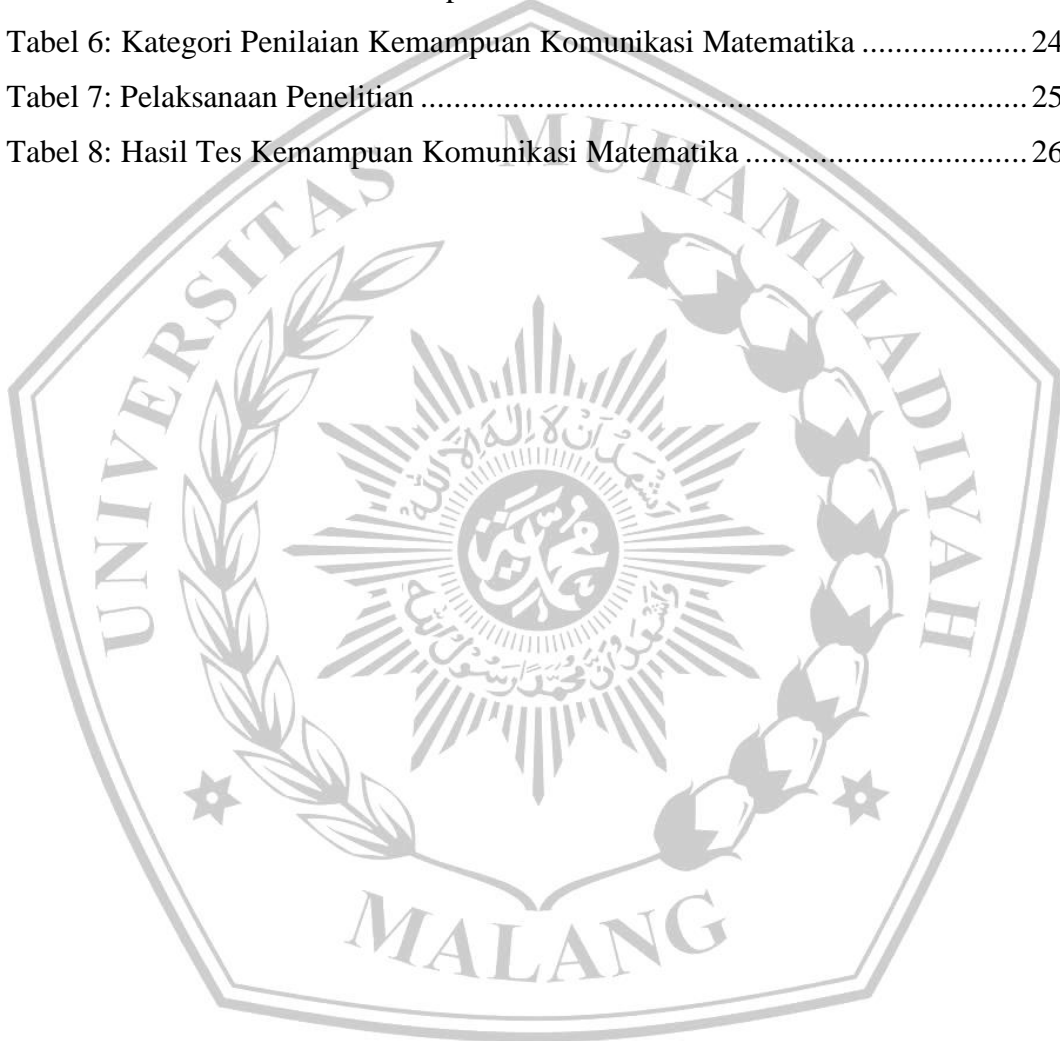 Tabel 6: Kategori Penilaian Kemampuan Komunikasi Matematika .................... 24
Tabel 7: Pelaksanaan Penelitian ......................................................................... 25
Tabel 8: Hasil Tes Kemampuan Komunikasi Matematika .................................. 26
UNIVERSITAS MUHAMMADIYAH
MALANG